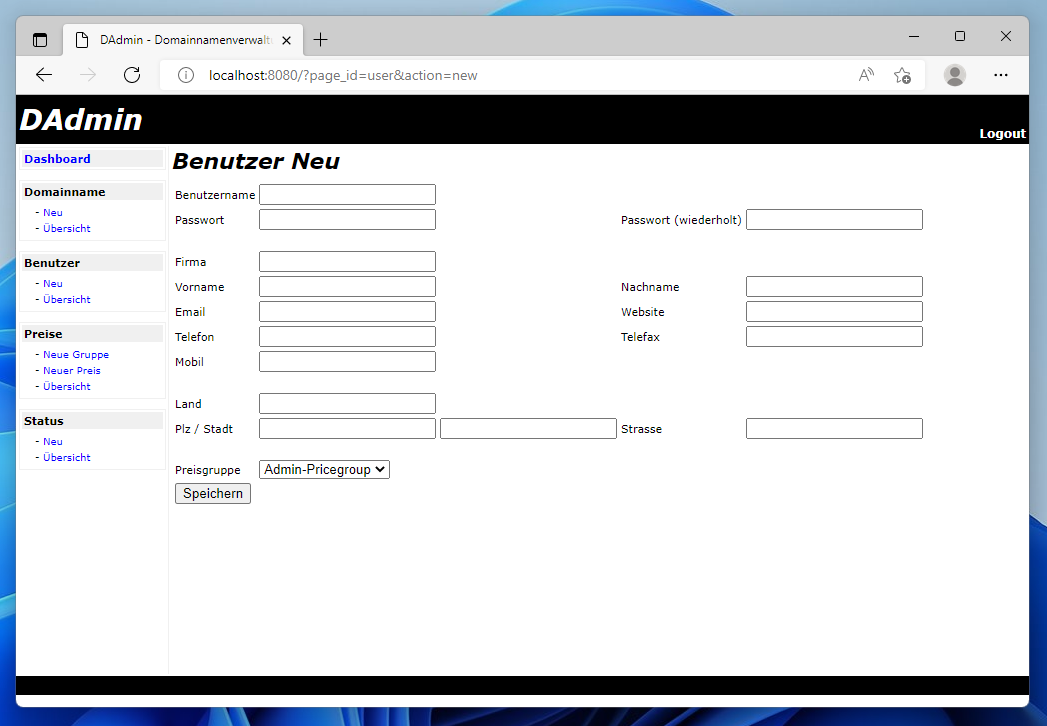 DAdmin - Domainnamenverwaltu
localhost:8080/?page_id=user&action=new
DAdmin
Logout
Dashboard
Domainname
- Neu
- Übersicht
Benutzer
- Neu
- Übersicht
Preise
- Neue Gruppe
- Neuer Preis
- Übersicht
Status
- Neu
- Übersicht
Benutzer Neu
Benutzername
Passwort Passwort (wiederholt)
Firma
Vorname Nachname
Email Website
Telefon Telefax
Mobil
Land
Plz / Stadt Strasse
Preisgruppe Admin-Pricegroup
Speichern